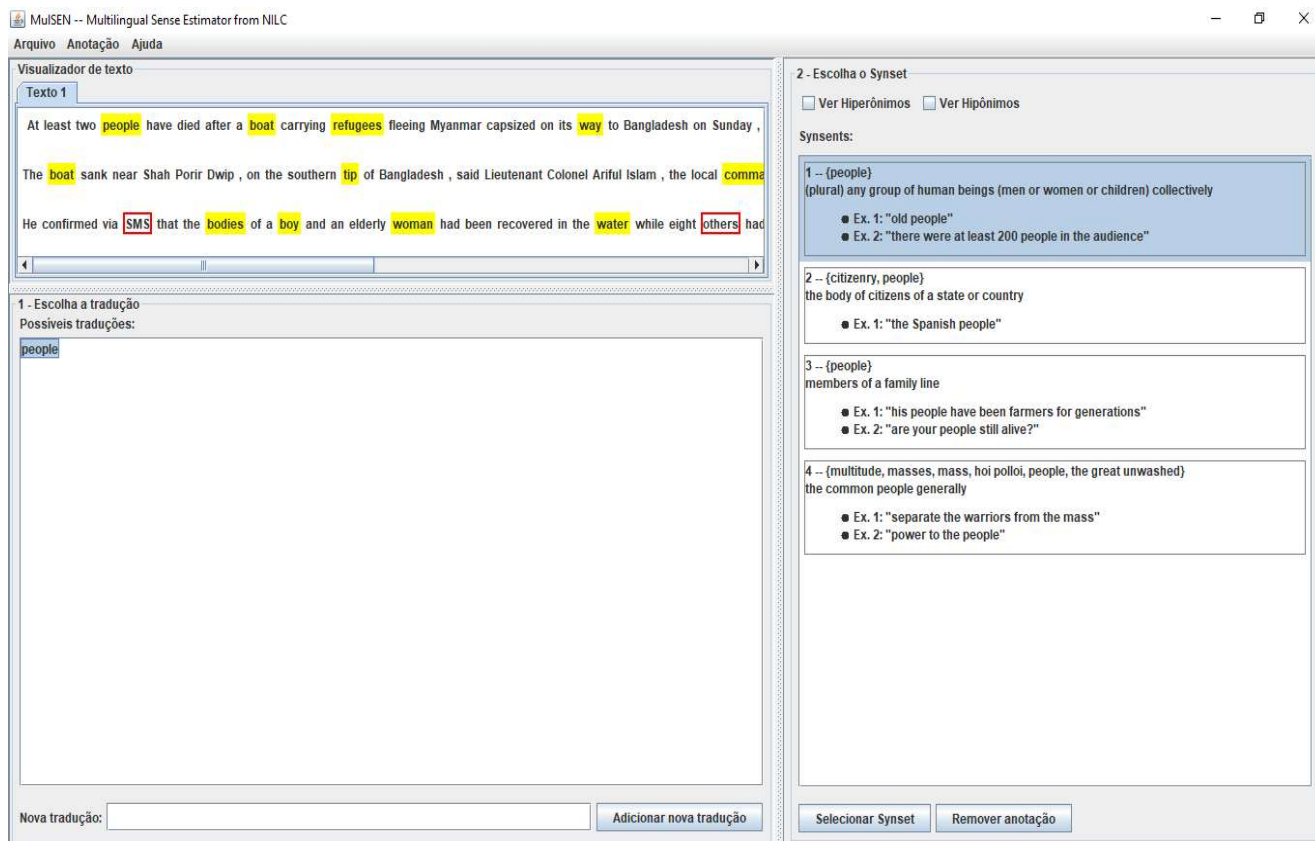 MulSEN -- Multilingual Sense Estimator from NILC
Arquivo Anotação Ajuda
Visualizador de texto
Texto 1
At least two people have died after a boat carrying refugees fleeing Myanmar capsized on its way to Bangladesh on Sunday ,
The boat sank near Shah Porir Dwip , on the southern tip of Bangladesh , said Lieutenant Colonel Ariful Islam , the local comma
He confirmed via SMS that the bodies of a boy and an elderly woman had been recovered in the water while eight others had
1 - Escolha a tradução
Possíveis traduções:
people
Nova tradução:
Adicionar nova tradução
2 - Escolha o Synset
Ver Hiperônimos Ver Hipônimos
Synsents:
1 -- {people}
(plural) any group of human beings (men or women or children) collectively
Ex. 1: "old people"
Ex. 2: "there were at least 200 people in the audience"
2 -- {citizenry, people}
the body of citizens of a state or country
Ex. 1: "the Spanish people"
3 -- {people}
members of a family line
Ex. 1: "his people have been farmers for generations"
Ex. 2: "are your people still alive?"
4 -- {multitude, masses, mass, hoi polloi, people, the great unwashed}
the common people generally
Ex. 1: "separate the warriors from the mass"
Ex. 2: "power to the people"
Selecionar Synset Remover anotação